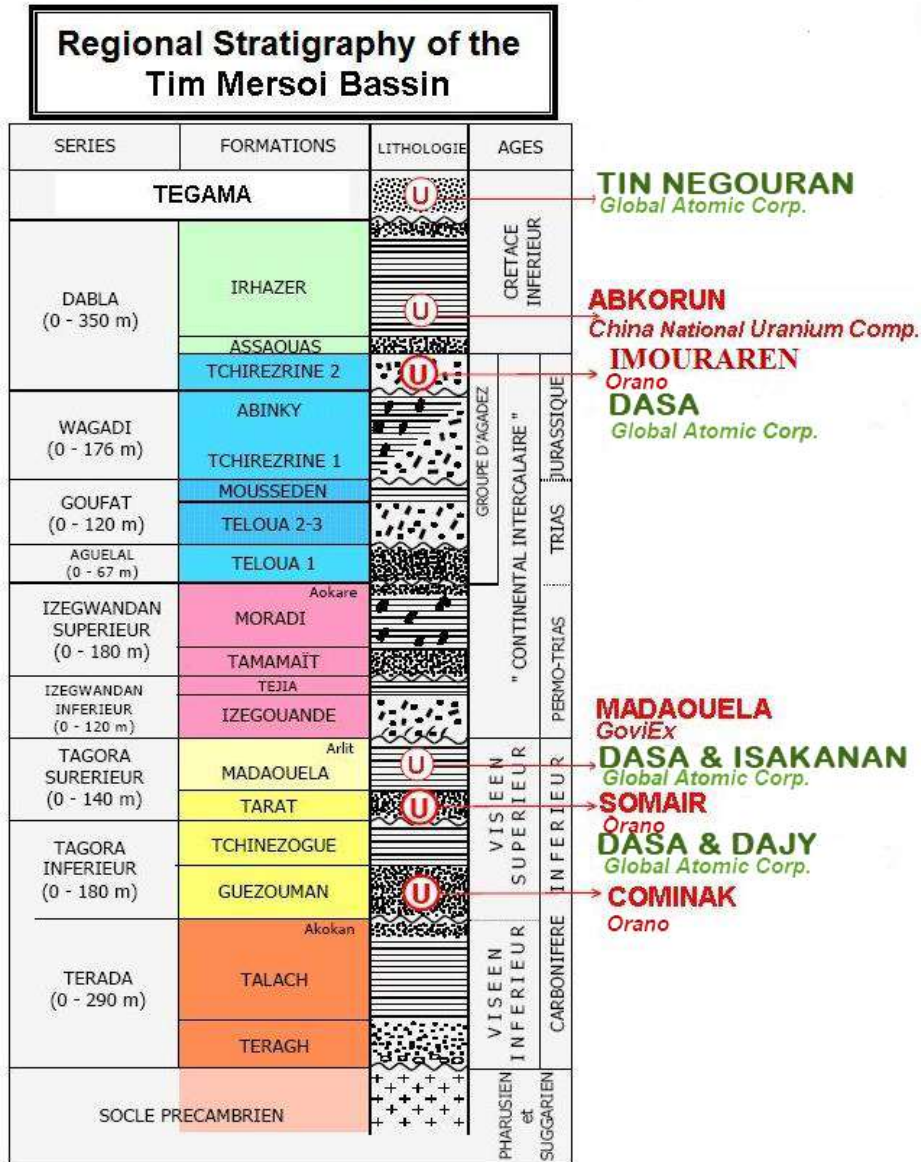 Regional Stratigraphy of the
Tim Mersoi Bassin
SERIES
FORMATIONS
LITHOLOGIE
AGES
TEGAMA
U
TIN NEGOURAN
Global Atomic Corp.
CRETACE
INFERIEUR
DABLA
(0 - 350 m)
IRHAZER
U
ABKORUN
China National Uranium Comp.
ASSAOUAS
TCHIREZRINE 2
U
IMOURAREN
Orano
DASA
Global Atomic Corp.
GROUPE D'AGADEZ
" CONTINENTAL INTERCALAIRE "
JURASSIQUE
WAGADI
(0 - 176 m)
ABINKY
TCHIREZRINE 1
GOUFAT
(0 - 120 m)
MOUSSEDEN
TELOUA 2-3
TRIAS
AGUELAL
(0 - 67 m)
TELOUA 1
IZEGWANDAN
SUPERIEUR
(0 - 180 m)
Aokare
MORADI
TAMAMAÏT
PERMO-TRIAS
IZEGWANDAN
INFERIEUR
(0 - 120 m)
TEJIA
IZEGOUANDE
MADAOUELA
GoviEx
TAGORA
SURERIEUR
(0 - 140 m)
Arlit
MADAOUELA
U
DASA & ISAKANAN
Global Atomic Corp.
TARAT
U
SOMAIR
Orano
VISEEN
SUPERIEUR
CARBONIFERE INFERIEUR
TAGORA
INFERIEUR
(0 - 180 m)
TCHINEZOGUE
DASA & DAJY
Global Atomic Corp.
GUEZOUMAN
U
COMINAK
Orano
TERADA
(0 - 290 m)
Akokan
TALACH
TERAGH
VISEEN
INFERIEUR
SOCLE PRECAMBRIEN
PHARUSIEN
et
SUGGARIEN